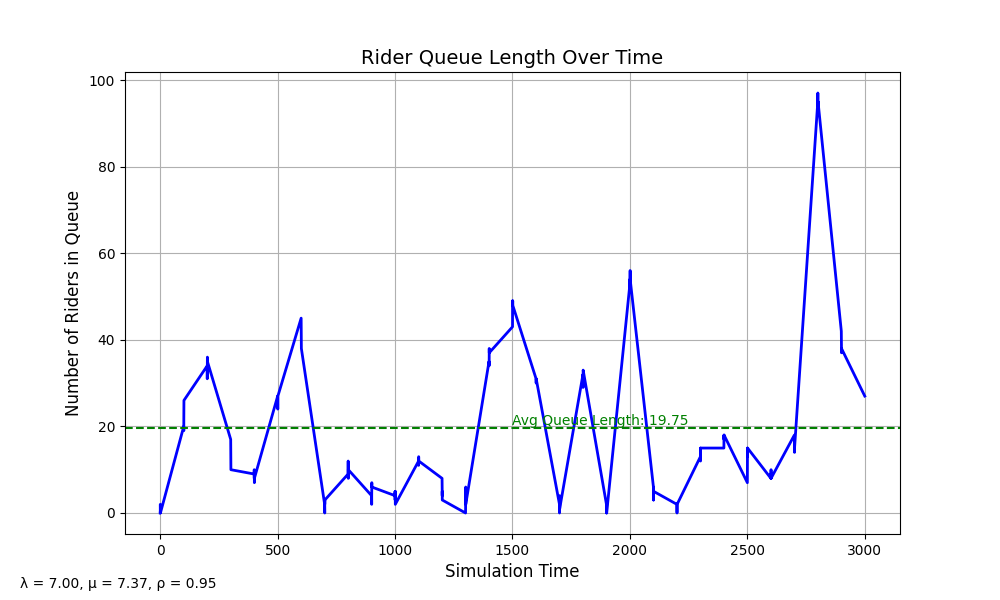 Rider Queue Length Over Time
Number of Riders in Queue
100
80
60
40
20
0
Avg Queue Length: 19.75
0 500 1000 1500 2000 2500 3000
Simulation Time
λ = 7.00, μ = 7.37, ρ = 0.95